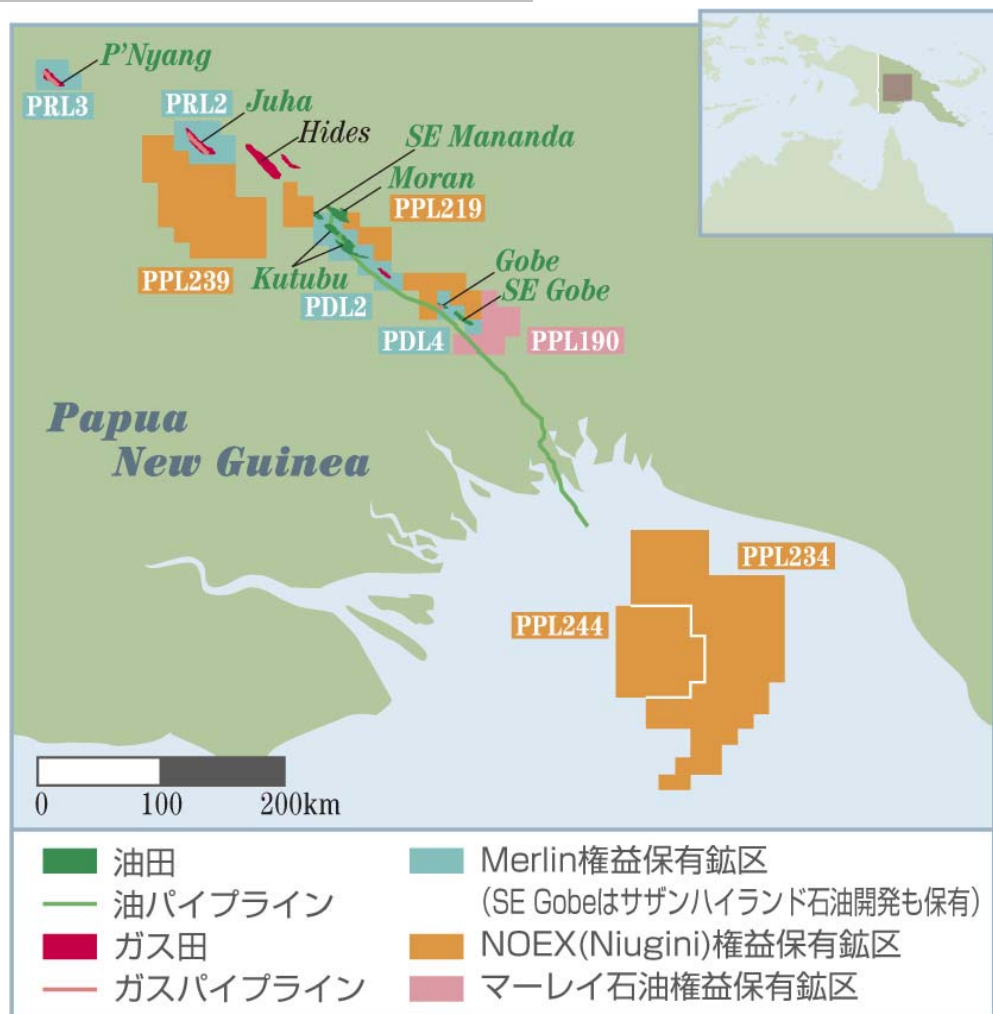 P'Nyang
PRL3
PRL2
Juha
Hides
SE Mananda
Moran
PPL219
PPL239
Kutubu
PDL2
Gobe
SE Gobe
PDL4
PPL190
Papua
New Guinea
PPL234
PPL244
0 100 200km
油田
油パイプライン
ガス田
ガスパイプライン
Merlin権益保有鉱区
(SE Gobeはサザンハイランド石油開発も保有)
NOEX(Niugini)権益保有鉱区
マーレイ石油権益保有鉱区